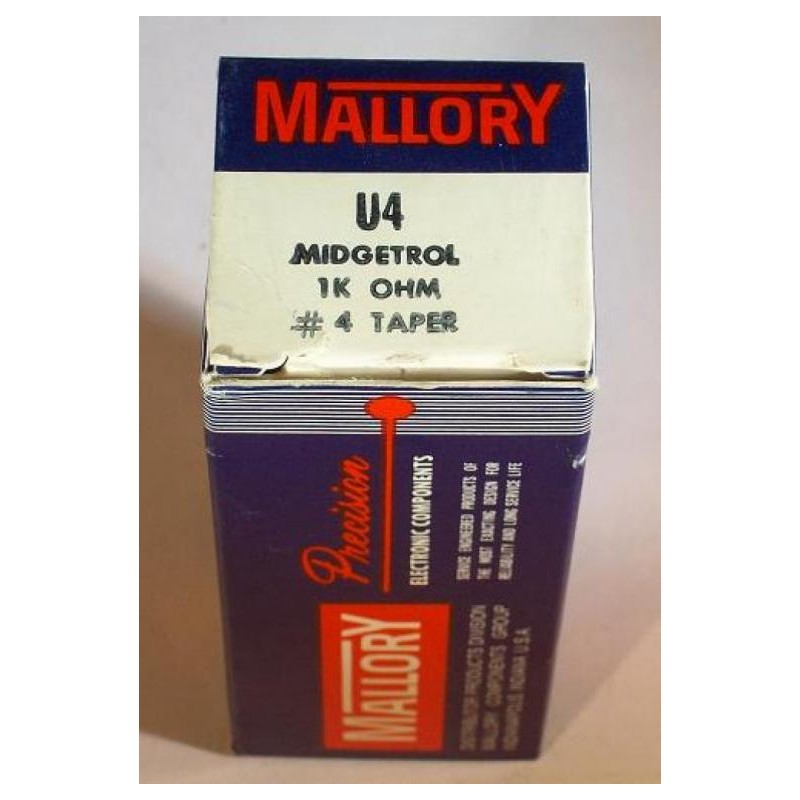 MALLORY
U4
MIDGETROL
1K OHM
# 4 TAPER
Precision
ELECTRONIC COMPONENTS
SERVICE ENGINEERED PRODUCTS OF
THE MOST EXACTING DESIGN FOR
RELIABILITY AND LONG SERVICE LIFE
MALLORY
DISTRIBUTOR PRODUCTS DIVISION
MALLORY COMPONENTS GROUP
INDIANAPOLIS, INDIANA U.S.A.